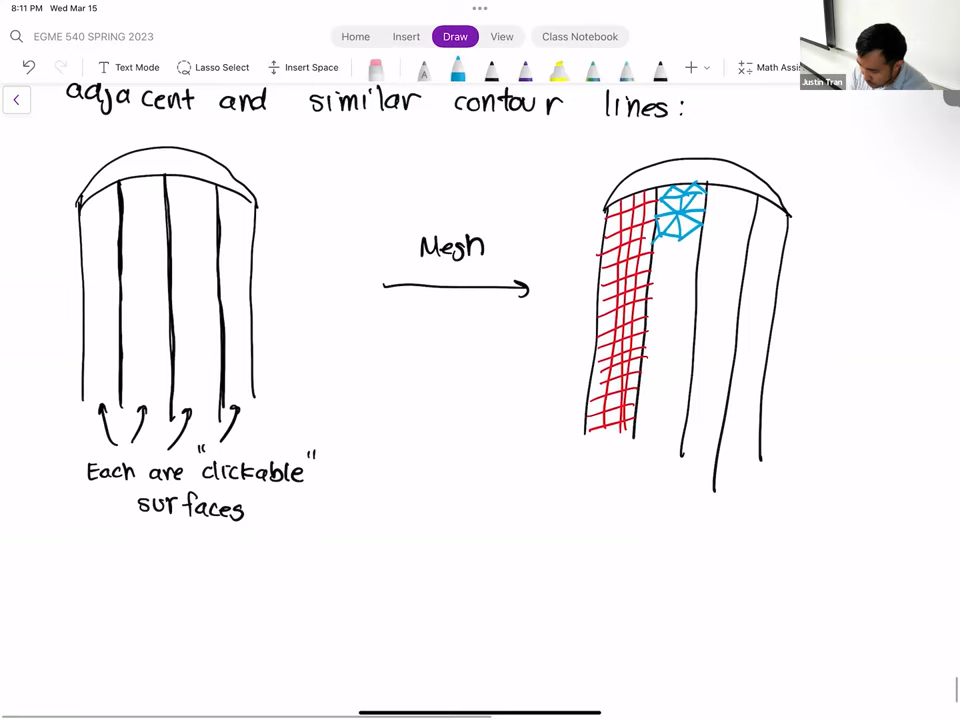 8:11 PM Wed Mar 15
EGME 540 SPRING 2023
Home Insert Draw View Class Notebook
Text Mode Lasso Select Insert Space Math Assis
Justin Tran
adjacent and similar contour lines:
Mesh
Each are "clickable"
surfaces